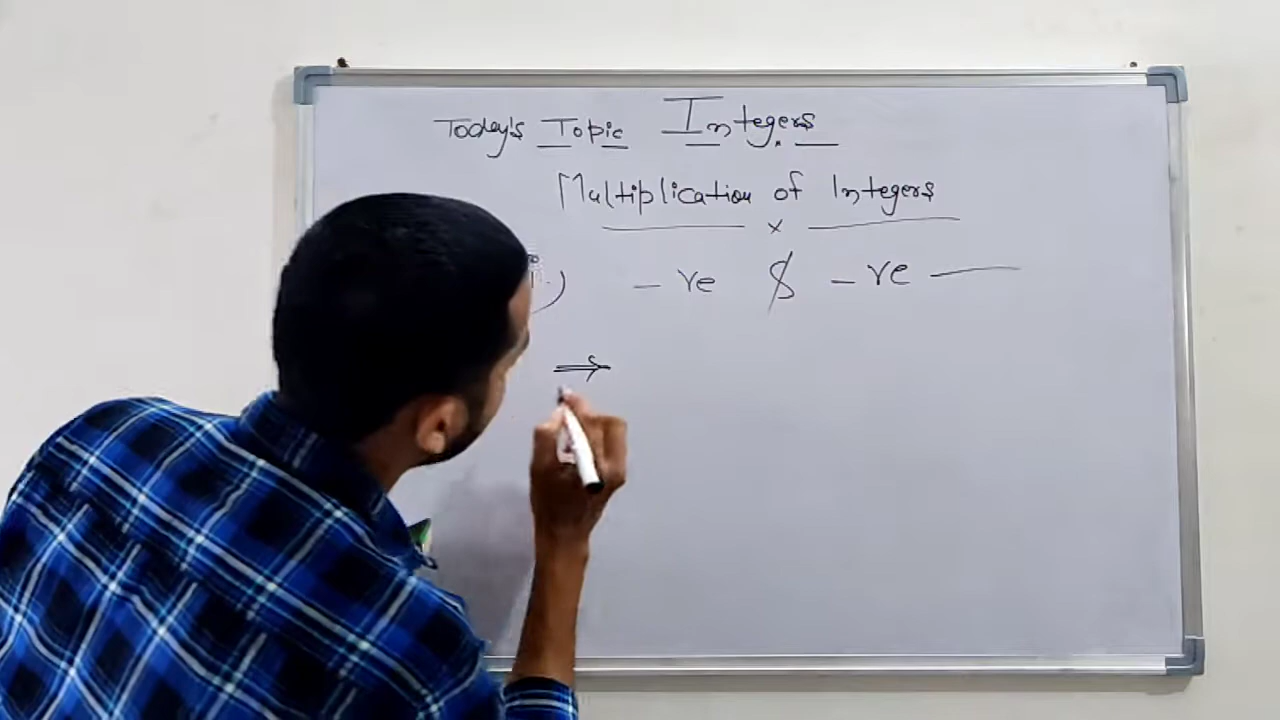 Today's Topic Integers
Multiplication of Integers
) - ve $ - ve —
⇒